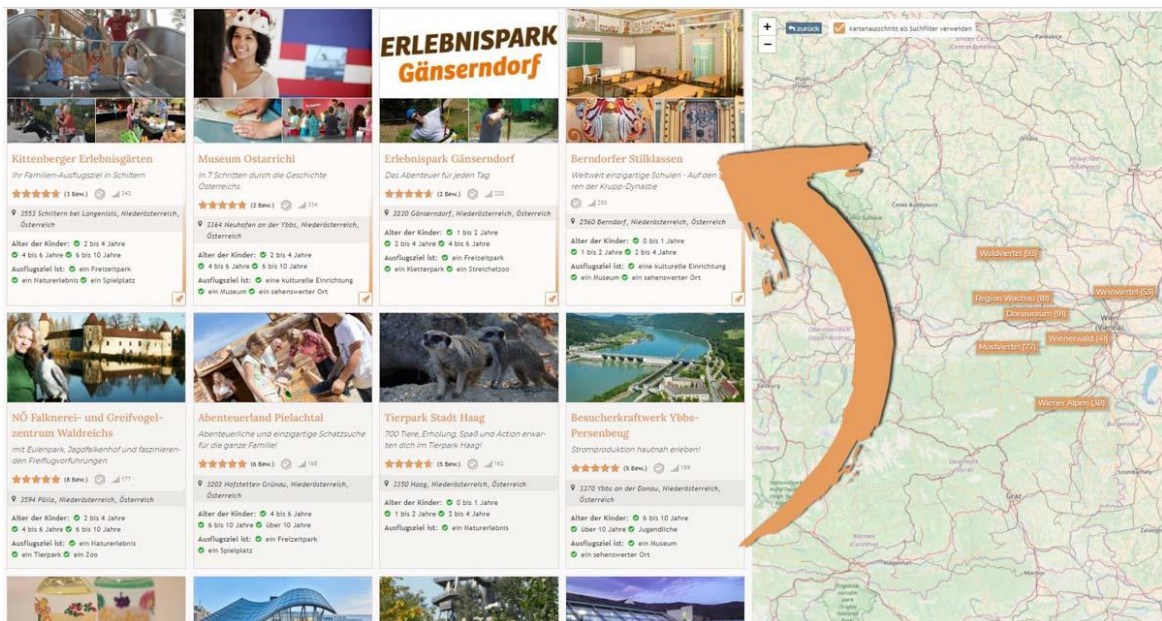 ERLEBNISPARK
Gänserndorf
Kittenberger Erlebnisgärten
Ihr Familien-Ausflugsziel in Schiltern
(3 Bew.) 343
3553 Schiltern bei Langenlois, Niederösterreich,
Österreich
Alter der Kinder: 2 bis 4 Jahre
4 bis 6 Jahre 6 bis 10 Jahre
Ausflugsziel ist: ein Freizeitpark
ein Naturerlebnis ein Spielplatz
Museum Ostarrichi
In 7 Schritten durch die Geschichte
Österreichs
(2 Bew.) 334
3364 Neuhofen an der Ybbs, Niederösterreich,
Österreich
Alter der Kinder: 2 bis 4 Jahre
4 bis 6 Jahre 6 bis 10 Jahre
Ausflugsziel ist: eine kulturelle Einrichtung
ein Museum ein sehenswerter Ort
Erlebnispark Gänserndorf
Das Abenteuer für jeden Tag
(2 Bew.)
2230 Gänserndorf, Niederösterreich, Österreich
Alter der Kinder: 1 bis 2 Jahre
2 bis 4 Jahre 4 bis 6 Jahre
Ausflugsziel ist: ein Freizeitpark
ein Kletterpark ein Streichelzoo
Berndorfer Stilklassen
Weltweit einzigartige Schulen - Auf den
ren der Krupp-Dynastie
2560 Berndorf, Niederösterreich, Österreich
Alter der Kinder: 0 bis 1 Jahre
1 bis 2 Jahre 2 bis 4 Jahre
Ausflugsziel ist: eine kulturelle Einrichtung
ein Museum ein sehenswerter Ort
NÖ Falknerei- und Greifvogel-
zentrum Waldreichs
mit Eulenpark, Jagdfalkenhof und faszinieren-
den Freiflugvorführungen
(8 Bew.) 177
3594 Pölla, Niederösterreich, Österreich
Alter der Kinder: 2 bis 4 Jahre
4 bis 6 Jahre 6 bis 10 Jahre
Ausflugsziel ist: ein Naturerlebnis
ein Tierpark ein Zoo
Abenteuerland Pielachtal
Abenteuerliche und einzigartige Schatzsuche
für die ganze Familie!
(6 Bew.)
3202 Hofstetten Grünau, Niederösterreich,
Österreich
Alter der Kinder: 4 bis 6 Jahre
6 bis 10 Jahre über 10 Jahre
Ausflugsziel ist: ein Freizeitpark
ein Spielplatz
Tierpark Stadt Haag
700 Tiere, Erholung, Spaß und Action erwar-
ten dich im Tierpark Haag!
(5 Bew.) 162
3350 Haag, Niederösterreich, Österreich
Alter der Kinder: 0 bis 1 Jahre
1 bis 2 Jahre 2 bis 4 Jahre
Ausflugsziel ist: ein Naturerlebnis
Besucherkraftwerk Ybbs-
Persenbeug
Stromproduktion hautnah erleben!
(5 Bew.) 159
3370 Ybbs an der Donau, Niederösterreich,
Österreich
Alter der Kinder: 6 bis 10 Jahre
über 10 Jahre Jugendliche
Ausflugsziel ist: ein Museum
ein sehenswerter Ort
+
−
zurück
Kartenausschnitt als Suchfilter verwenden
Pardubice
České Budějovice
Waldviertel (93)
Weinviertel (53)
Region Wachau (18)
Donauraum (91)
Wien
(Vienna)
Wienerwald (41)
Mostviertel (77)
Wiener Alpen (38)
Salzburg
Burgenland
Szombathely
Graz
Klagenfurt
Maribor